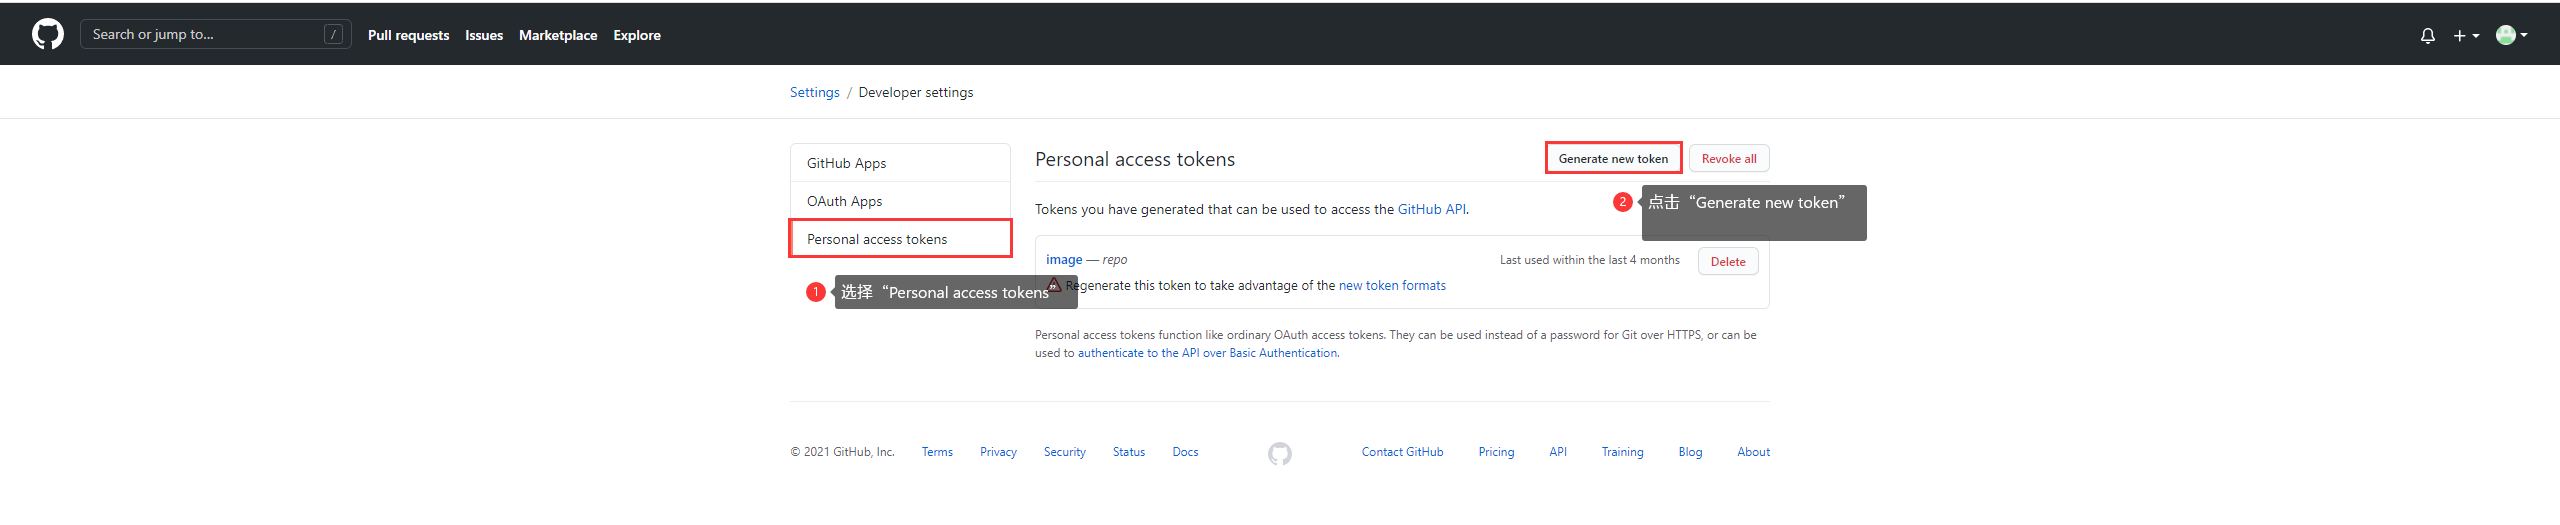 Search or jump to... /
Pull requests Issues Marketplace Explore
Settings / Developer settings
GitHub Apps
OAuth Apps
Personal access tokens
1 选择“Personal access tokens”
Personal access tokens
Generate new token
Revoke all
2 点击“Generate new token”
Tokens you have generated that can be used to access the GitHub API.
image — repo
Last used within the last 4 months
Delete
Regenerate this token to take advantage of the new token formats
Personal access tokens function like ordinary OAuth access tokens. They can be used instead of a password for Git over HTTPS, or can be
used to authenticate to the API over Basic Authentication.
© 2021 GitHub, Inc. Terms Privacy Security Status Docs Contact GitHub Pricing API Training Blog About